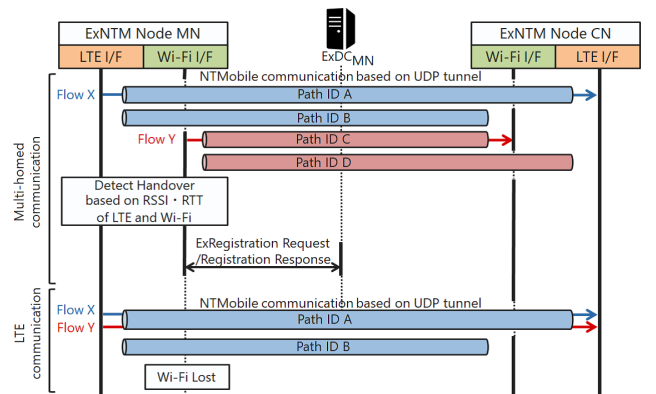 ExNTM Node MN
LTE I/F
Wi-Fi I/F
ExDCMN
ExNTM Node CN
Wi-Fi I/F
LTE I/F
Multi-homed
communication
NTMobile communication based on UDP tunnel
Flow X
Path ID A
Path ID B
Flow Y
Path ID C
Path ID D
Detect Handover
based on RSSI・RTT
of LTE and Wi-Fi
ExRegistration Request
/Registration Response
LTE
communication
NTMobile communication based on UDP tunnel
Flow X
Flow Y
Path ID A
Path ID B
Wi-Fi Lost